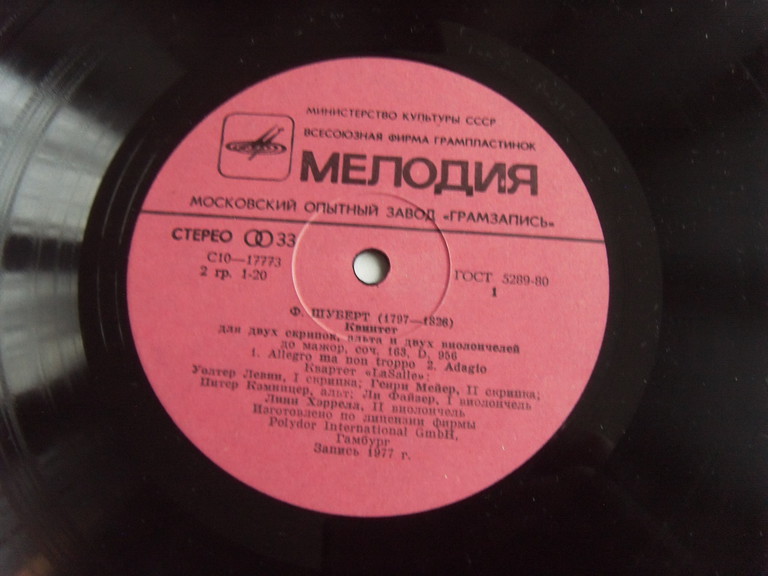 МИНИСТЕРСТВО КУЛЬТУРЫ СССР
ВСЕСОЮЗНАЯ ФИРМА ГРАМПЛАСТИНОК
МЕЛОДИЯ
МОСКОВСКИЙ ОПЫТНЫЙ ЗАВОД «ГРАМЗАПИСЬ»
СТЕРЕО 33
С10—17773
2 гр. 1-20
ГОСТ 5289-80
1
Ф. ШУБЕРТ (1797—1828)
Квинтет
для двух скрипок, альта и двух виолончелей
до мажор, соч. 163, D. 956
1. Allegro ma non troppo 2. Adagio
Квартет «LaSalle»:
Уолтер Левин, I скрипка; Генри Мейер, II скрипка;
Питер Камницер, альт; Ли Файзер, I виолончель
Линн Хэррелл, II виолончель
Изготовлено по лицензии фирмы
Polydor International GmbH,
Гамбург
Запись 1977 г.